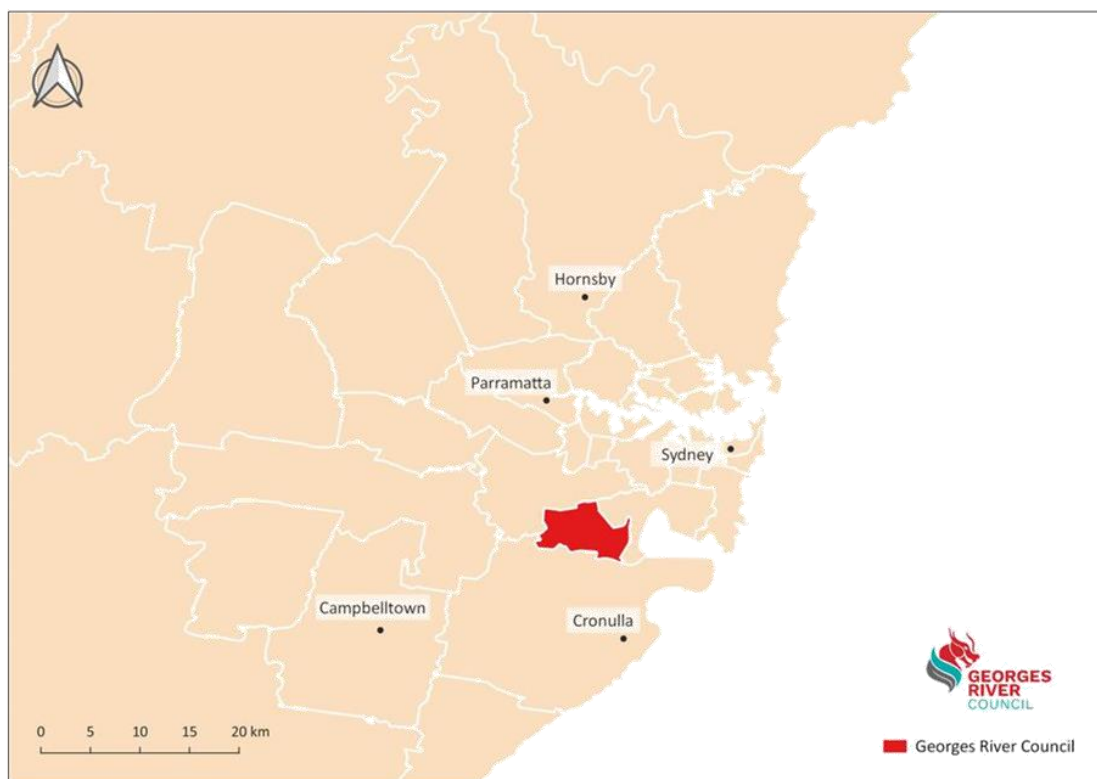 Hornsby
Parramatta
Sydney
Campbelltown
Cronulla
0 5 10 15 20 km
GEORGES
RIVER
COUNCIL
Georges River Council